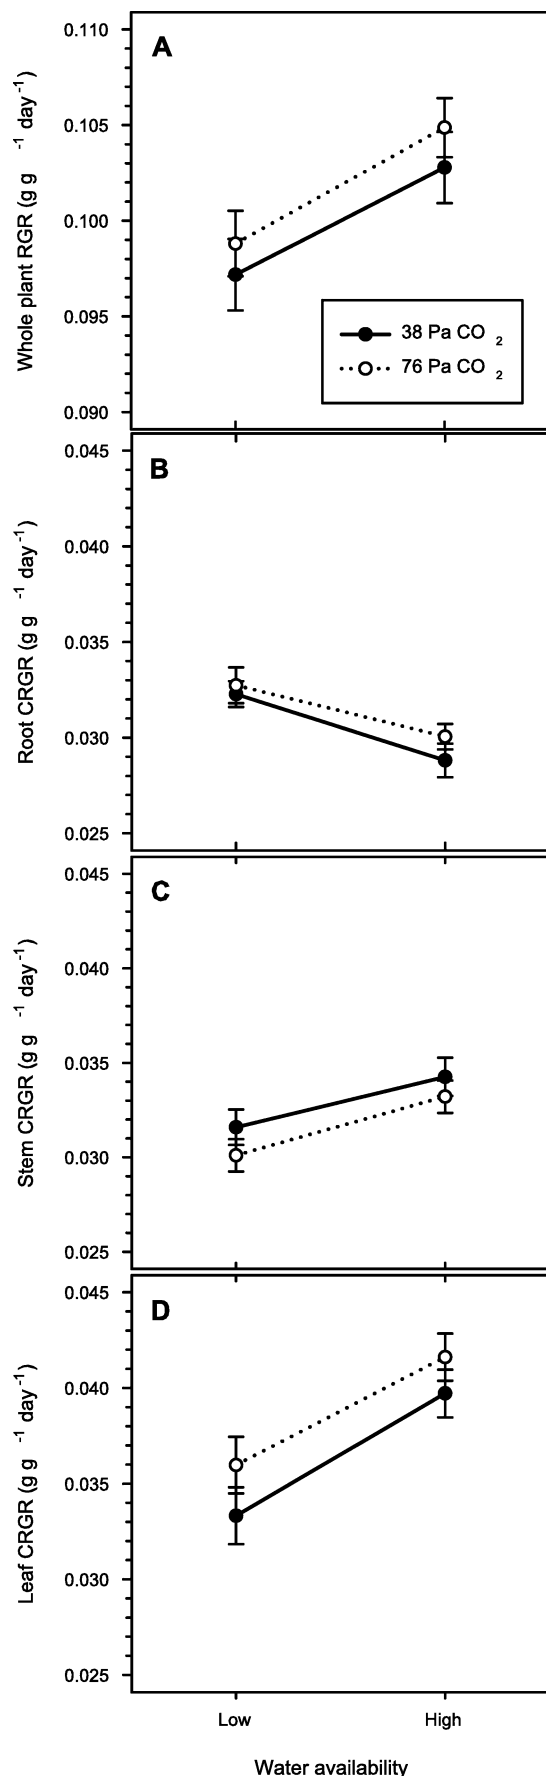 A
0.110
0.105
0.100
0.095
0.090
Whole plant RGR (g g ⁻¹ day⁻¹)
38 Pa CO ₂
76 Pa CO ₂
B
0.045
0.040
0.035
0.030
0.025
Root CRGR (g g ⁻¹ day⁻¹)
C
0.045
0.040
0.035
0.030
0.025
Stem CRGR (g g ⁻¹ day⁻¹)
D
0.045
0.040
0.035
0.030
0.025
Leaf CRGR (g g ⁻¹ day⁻¹)
Low High
Water availability